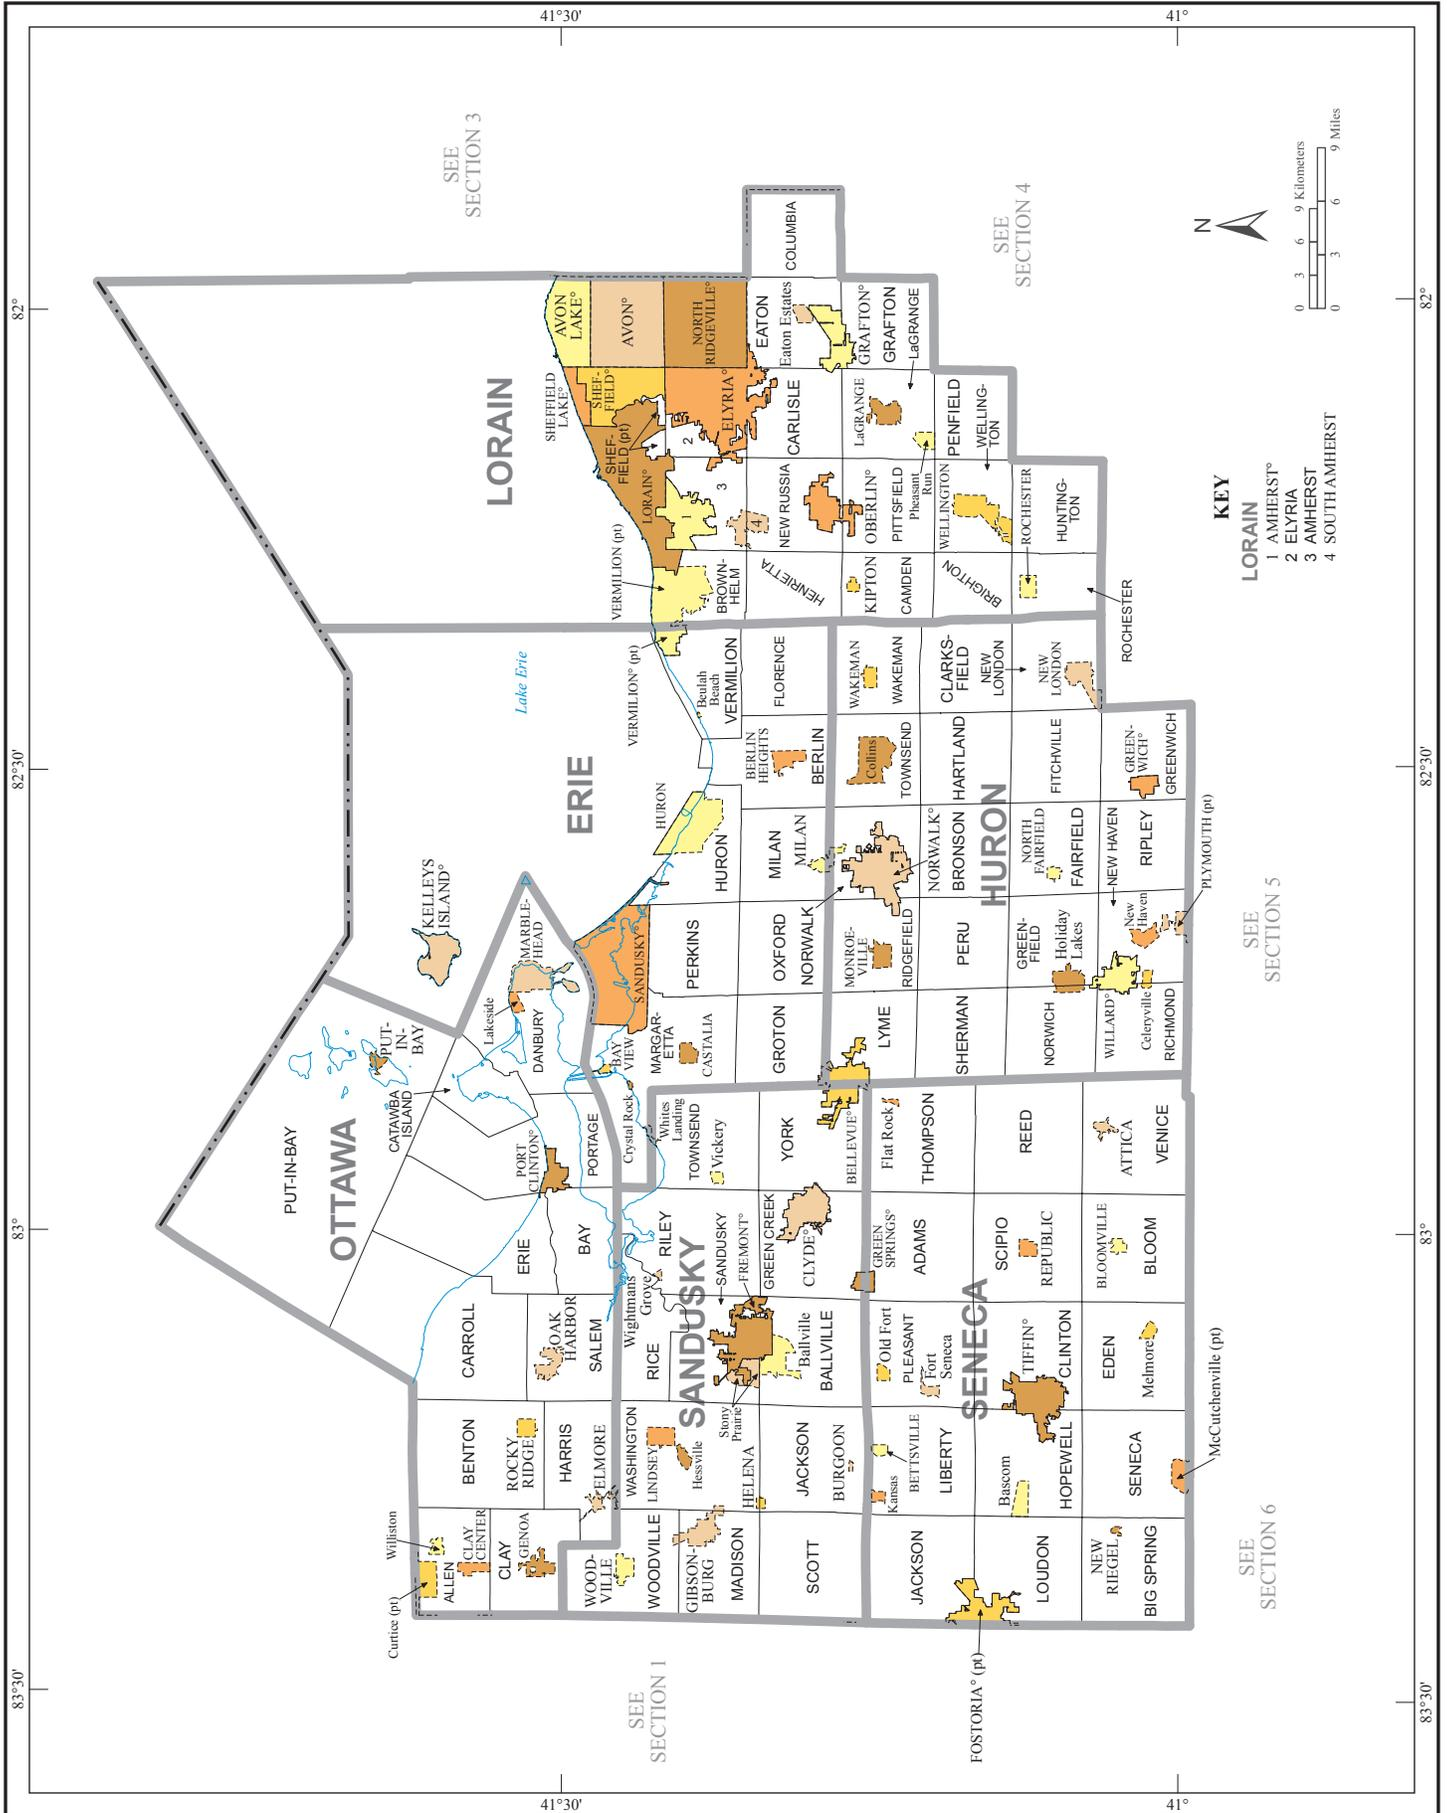 41°30'
41°
82°
82°30'
83°
83°30'
41°30'
41°
82°
82°30'
83°
83°30'
SEE
SECTION 3
SEE
SECTION 4
SEE
SECTION 5
SEE
SECTION 6
SEE
SECTION 1
N
0 3 6 9 Kilometers
0 3 6 9 Miles
KEY
LORAIN
1 AMHERST°
2 ELYRIA
3 AMHERST
4 SOUTH AMHERST
LORAIN
AVON
LAKE°
AVON°
NORTH
RIDGEVILLE°
COLUMBIA
EATON
Eaton Estates
GRAFTON°
GRAFTON
LaGRANGE
SHEFFIELD
LAKE°
SHEF-
FIELD°
SHEF-
FIELD (pt)
ELYRIA°
2
CARLISLE
LaGRANGE
PENFIELD
WELLING-
TON
LORAIN°
1
3
4
NEW RUSSIA
OBERLIN°
PITTSFIELD
Pheasant
Run
WELLINGTON
ROCHESTER
HUNTING-
TON
VERMILION (pt)
BROWN-
HELM
HENRIETTA
KIPTON
CAMDEN
BRIGHTON
ROCHESTER
ERIE
Lake Erie
VERMILION° (pt)
Beulah
Beach
VERMILION
FLORENCE
BERLIN
HEIGHTS
BERLIN
HURON
HURON
MILAN
MILAN
KELLEYS
ISLAND°
SANDUSKY°
PERKINS
OXFORD
BAY
VIEW
MARGAR-
ETTA
CASTALIA
GROTON
Crystal Rock
HURON
WAKEMAN
WAKEMAN
CLARKS-
FIELD
NEW
LONDON
NEW
LONDON
Collins
TOWNSEND
HARTLAND
FITCHVILLE
GREEN-
WICH°
GREENWICH
NORWALK°
BRONSON
NORTH
FAIRFIELD
FAIRFIELD
NEW HAVEN
RIPLEY
PLYMOUTH (pt)
NORWALK
MONROE-
VILLE
RIDGEFIELD
PERU
GREEN-
FIELD
Holiday
Lakes
New
Haven
LYME
SHERMAN
NORWICH
WILLARD°
Celeryville
RICHMOND
OTTAWA
PUT-IN-BAY
PUT-
IN-
BAY
CATAWBA
ISLAND
MARBLE-
HEAD
Lakeside
DANBURY
PORT
CLINTON°
PORTAGE
ERIE
BAY
CARROLL
OAK
HARBOR
SALEM
BENTON
ROCKY
RIDGE
HARRIS
ELMORE
Williston
Curtice (pt)
ALLEN
CLAY
CENTER
CLAY
GENOA
SANDUSKY
Whites
Landing
TOWNSEND
Vickery
YORK
BELLEVUE°
RILEY
Wightmans
Grove
SANDUSKY
FREMONT°
GREEN CREEK
CLYDE°
RICE
Stony
Prairie
Ballville
BALLVILLE
WASHINGTON
LINDSEY
Hessville
HELENA
JACKSON
BURGOON
WOOD-
VILLE
WOODVILLE
GIBSON-
BURG
MADISON
SCOTT
SENECA
Flat Rock
THOMPSON
REED
ATTICA
VENICE
GREEN
SPRINGS°
ADAMS
SCIPIO
REPUBLIC
BLOOMVILLE
BLOOM
Old Fort
PLEASANT
Fort
Seneca
TIFFIN°
CLINTON
EDEN
Melmore
McCutchenville (pt)
Kansas
BETTSVILLE
LIBERTY
Bascom
HOPEWELL
SENECA
JACKSON
FOSTORIA° (pt)
LOUDON
NEW
RIEGEL
BIG SPRING